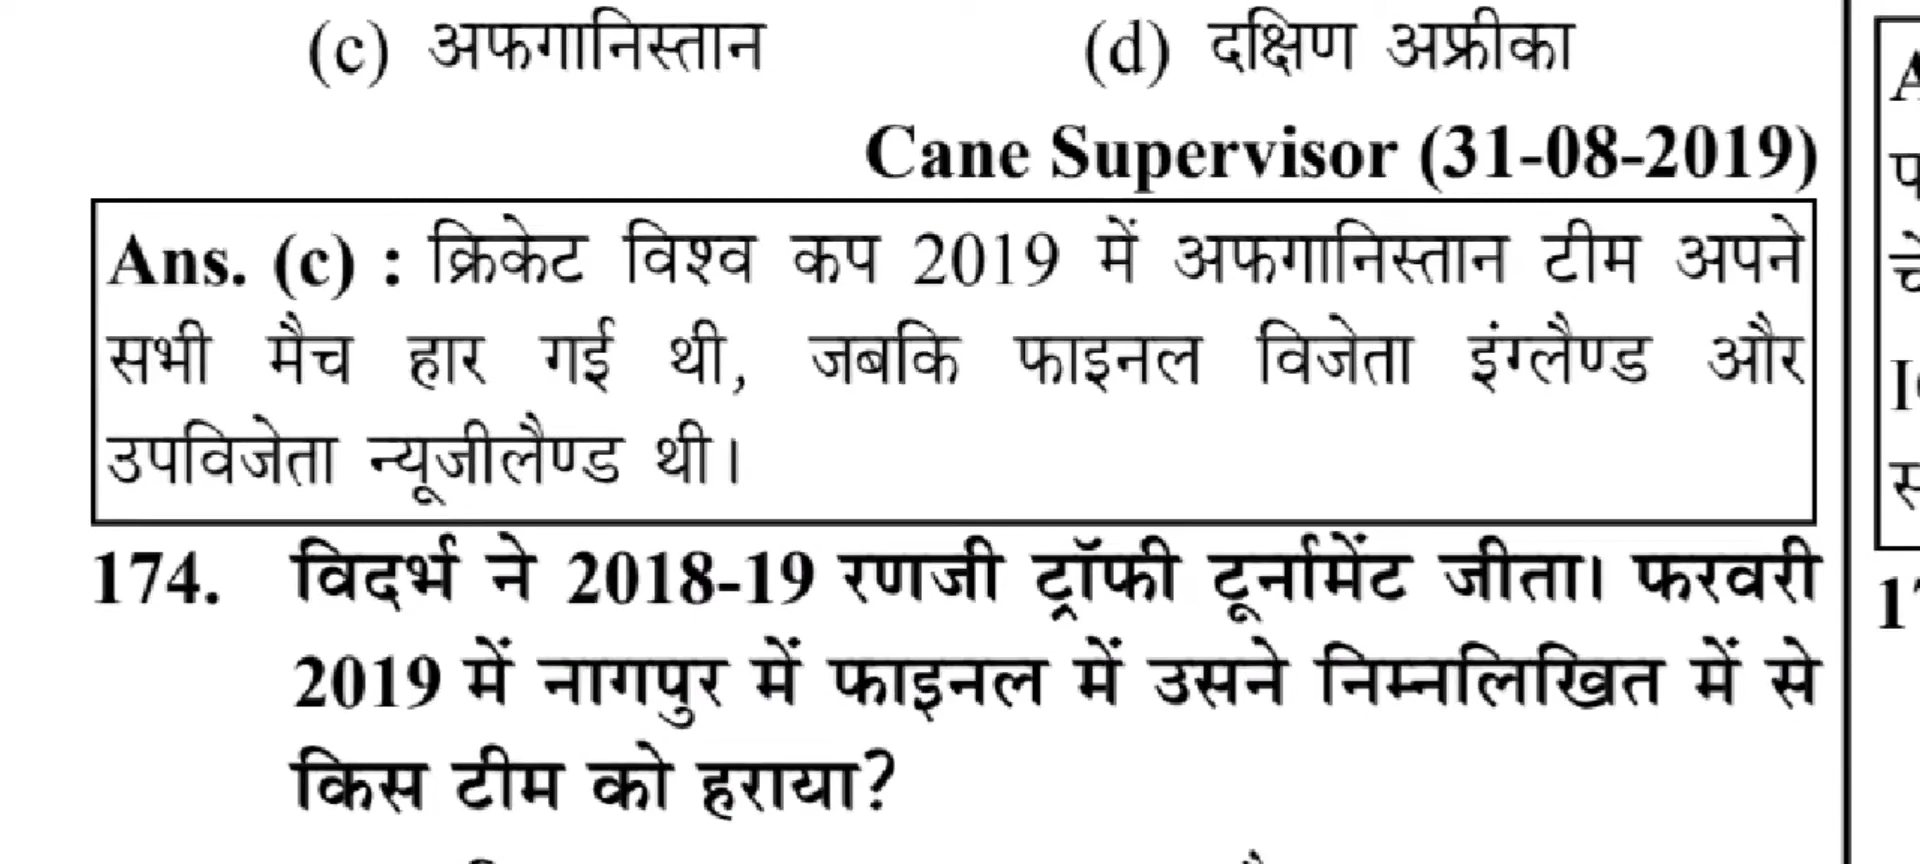 (c) अफगानिस्तान (d) दक्षिण अफ्रीका
Cane Supervisor (31-08-2019)
Ans. (c) : क्रिकेट विश्व कप 2019 में अफगानिस्तान टीम अपने
सभी मैच हार गई थी, जबकि फाइनल विजेता इंग्लैण्ड और
उपविजेता न्यूजीलैण्ड थी।
174. विदर्भ ने 2018-19 रणजी ट्रॉफी टूर्नामेंट जीता। फरवरी
2019 में नागपुर में फाइनल में उसने निम्नलिखित में से
किस टीम को हराया?